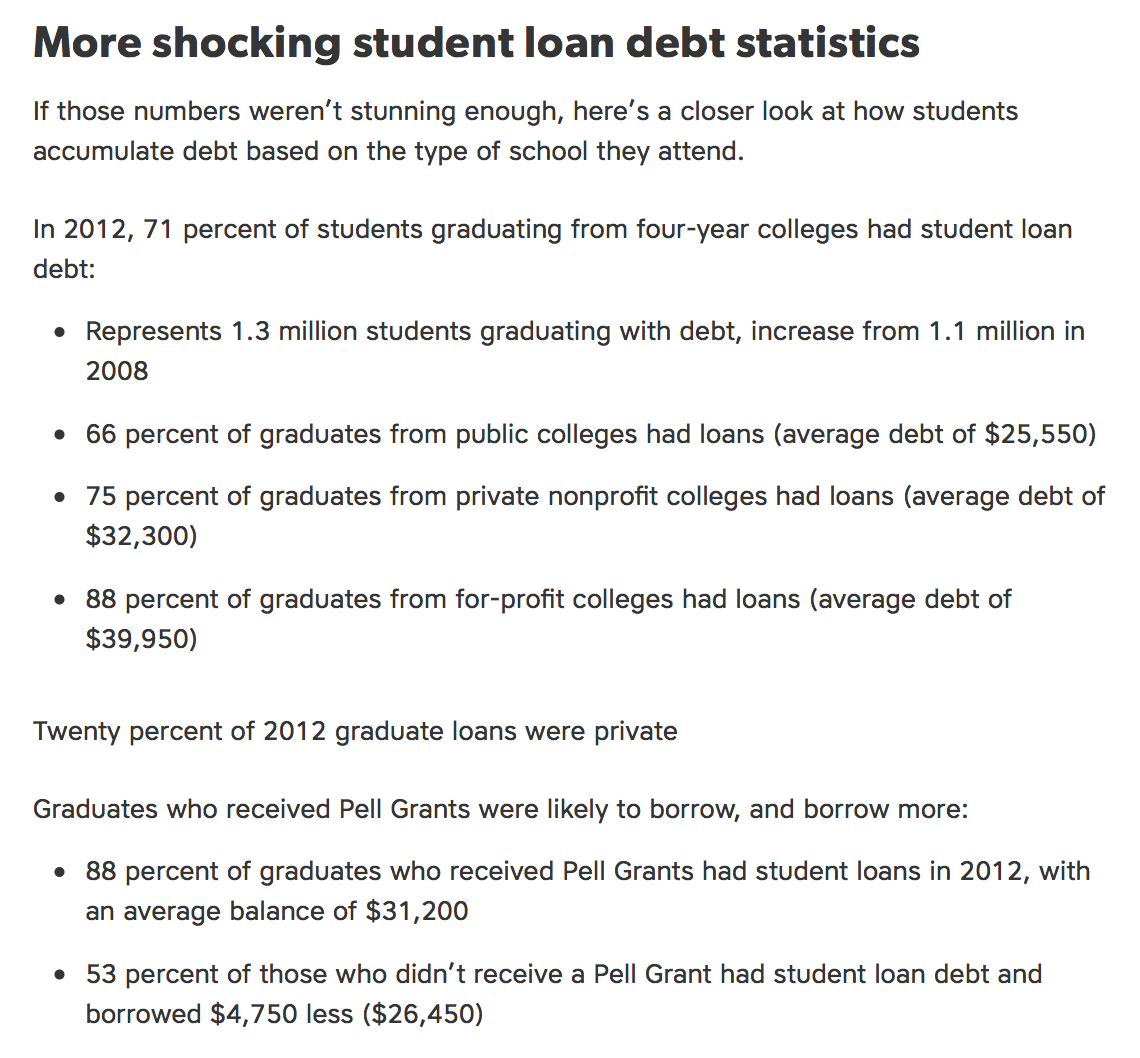 More shocking student loan debt statistics
If those numbers weren’t stunning enough, here’s a closer look at how students
accumulate debt based on the type of school they attend.
In 2012, 71 percent of students graduating from four-year colleges had student loan
debt:
• Represents 1.3 million students graduating with debt, increase from 1.1 million in
2008
• 66 percent of graduates from public colleges had loans (average debt of $25,550)
• 75 percent of graduates from private nonprofit colleges had loans (average debt of
$32,300)
• 88 percent of graduates from for-profit colleges had loans (average debt of
$39,950)
Twenty percent of 2012 graduate loans were private
Graduates who received Pell Grants were likely to borrow, and borrow more:
• 88 percent of graduates who received Pell Grants had student loans in 2012, with
an average balance of $31,200
• 53 percent of those who didn’t receive a Pell Grant had student loan debt and
borrowed $4,750 less ($26,450)